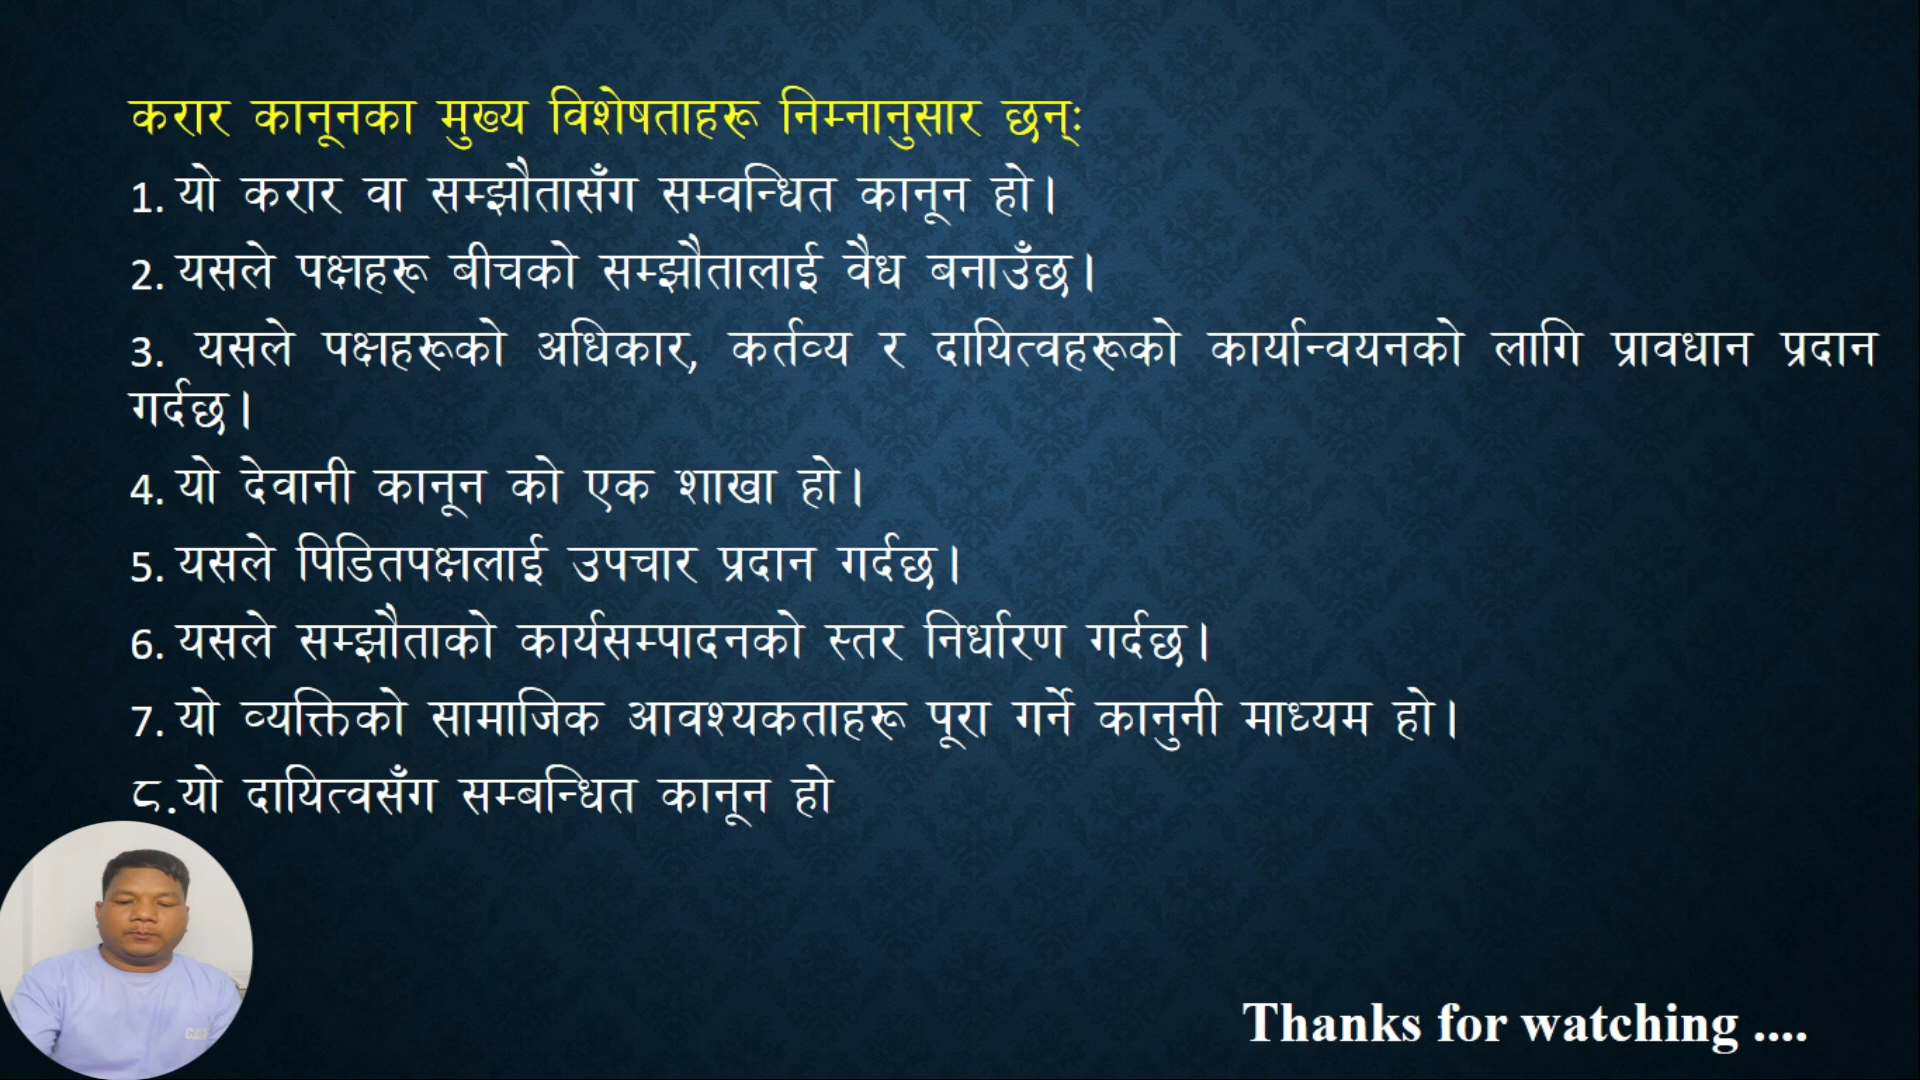 करार कानूनका मुख्य विशेषताहरू निम्नानुसार छन्ः
1. यो करार वा सम्झौतासँग सम्वन्धित कानून हो।
2. यसले पक्षहरू बीचको सम्झौतालाई वैध बनाउँछ।
3. यसले पक्षहरूको अधिकार, कर्तव्य र दायित्वहरूको कार्यान्वयनको लागि प्रावधान प्रदान
गर्दछ।
4. यो देवानी कानून को एक शाखा हो।
5. यसले पिडितपक्षलाई उपचार प्रदान गर्दछ।
6. यसले सम्झौताको कार्यसम्पादनको स्तर निर्धारण गर्दछ।
7. यो व्यक्तिको सामाजिक आवश्यकताहरू पूरा गर्ने कानुनी माध्यम हो।
८.यो दायित्वसँग सम्बन्धित कानून हो
Thanks for watching ....